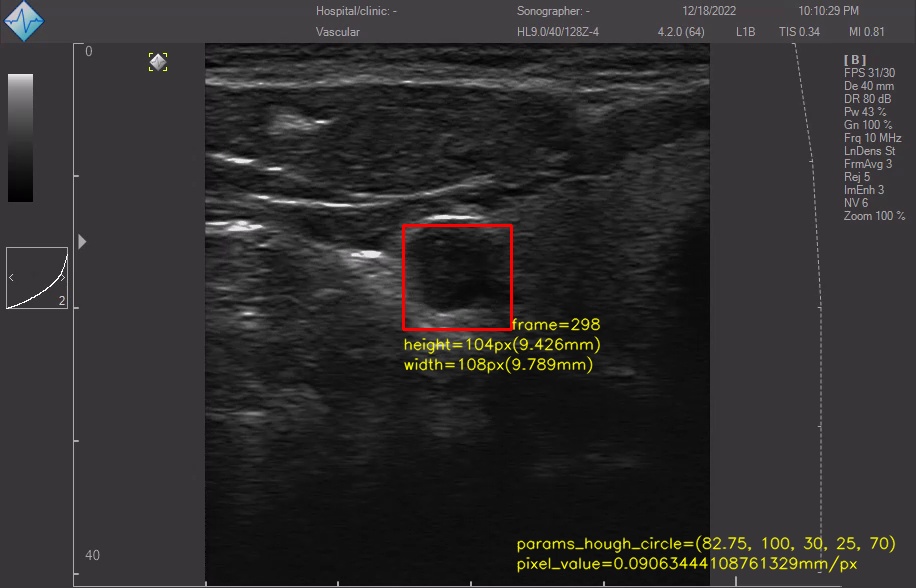 Hospital/clinic: - Sonographer: - 12/18/2022 10:10:29 PM
Vascular HL9.0/40/128Z-4 4.2.0 (64) L1B TIS 0.34 MI 0.81
0
[ B ]
FPS 31/30
De 40 mm
DR 80 dB
Pw 43 %
Gn 100 %
Frq 10 MHz
LnDens St
FrmAvg 3
Rej 5
ImEnh 3
NV 6
Zoom 100 %
2
frame=298
height=104px(9.426mm)
width=108px(9.789mm)
params_hough_circle=(82.75, 100, 30, 25, 70)
40
pixel_value=0.09063444108761329mm/px